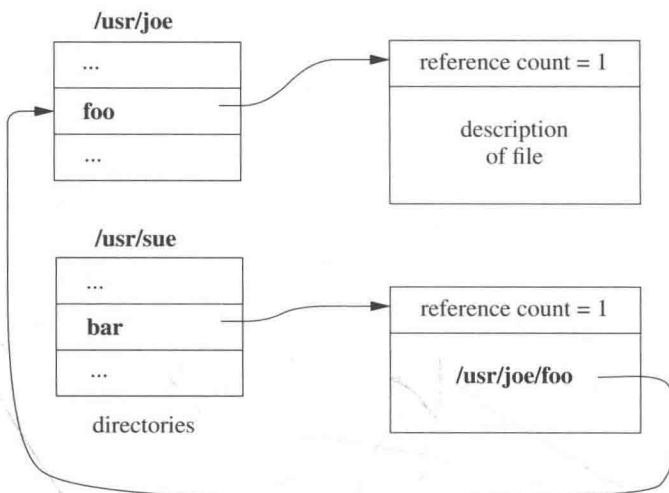 /usr/joe
...
foo
...
reference count = 1
description
of file
/usr/sue
...
bar
...
directories
reference count = 1
/usr/joe/foo